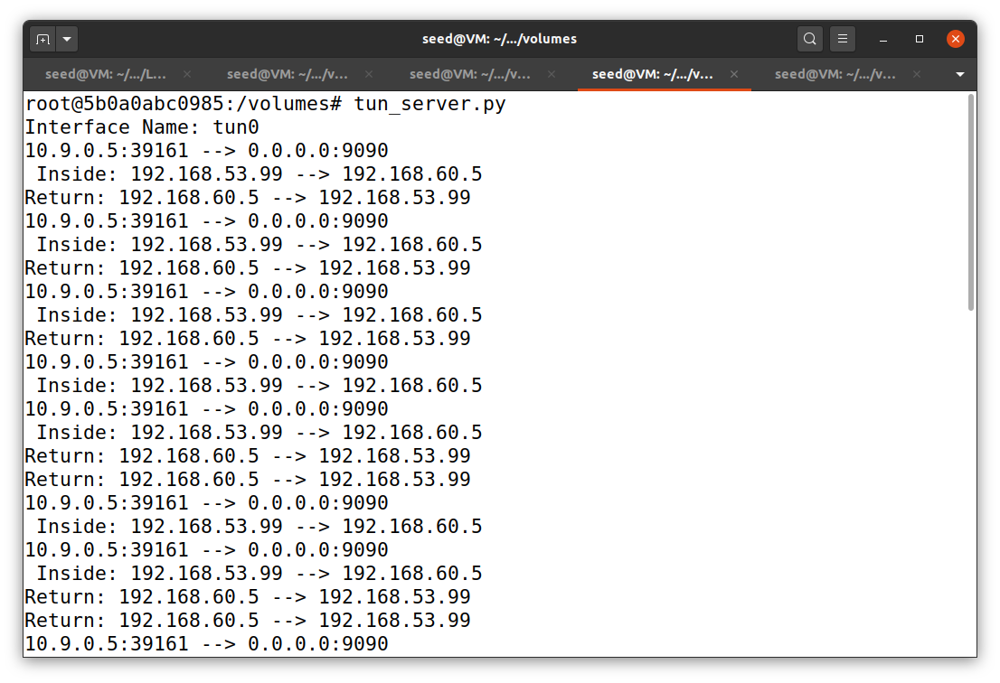 seed@VM: ~/.../volumes
seed@VM: ~/.../L...
seed@VM: ~/.../v...
seed@VM: ~/.../v...
seed@VM: ~/.../v...
seed@VM: ~/.../v...
root@5b0a0abc0985:/volumes# tun_server.py
Interface Name: tun0
10.9.0.5:39161 --> 0.0.0.0:9090
 Inside: 192.168.53.99 --> 192.168.60.5
Return: 192.168.60.5 --> 192.168.53.99
10.9.0.5:39161 --> 0.0.0.0:9090
 Inside: 192.168.53.99 --> 192.168.60.5
Return: 192.168.60.5 --> 192.168.53.99
10.9.0.5:39161 --> 0.0.0.0:9090
 Inside: 192.168.53.99 --> 192.168.60.5
Return: 192.168.60.5 --> 192.168.53.99
10.9.0.5:39161 --> 0.0.0.0:9090
 Inside: 192.168.53.99 --> 192.168.60.5
10.9.0.5:39161 --> 0.0.0.0:9090
 Inside: 192.168.53.99 --> 192.168.60.5
Return: 192.168.60.5 --> 192.168.53.99
Return: 192.168.60.5 --> 192.168.53.99
10.9.0.5:39161 --> 0.0.0.0:9090
 Inside: 192.168.53.99 --> 192.168.60.5
10.9.0.5:39161 --> 0.0.0.0:9090
 Inside: 192.168.53.99 --> 192.168.60.5
Return: 192.168.60.5 --> 192.168.53.99
Return: 192.168.60.5 --> 192.168.53.99
10.9.0.5:39161 --> 0.0.0.0:9090